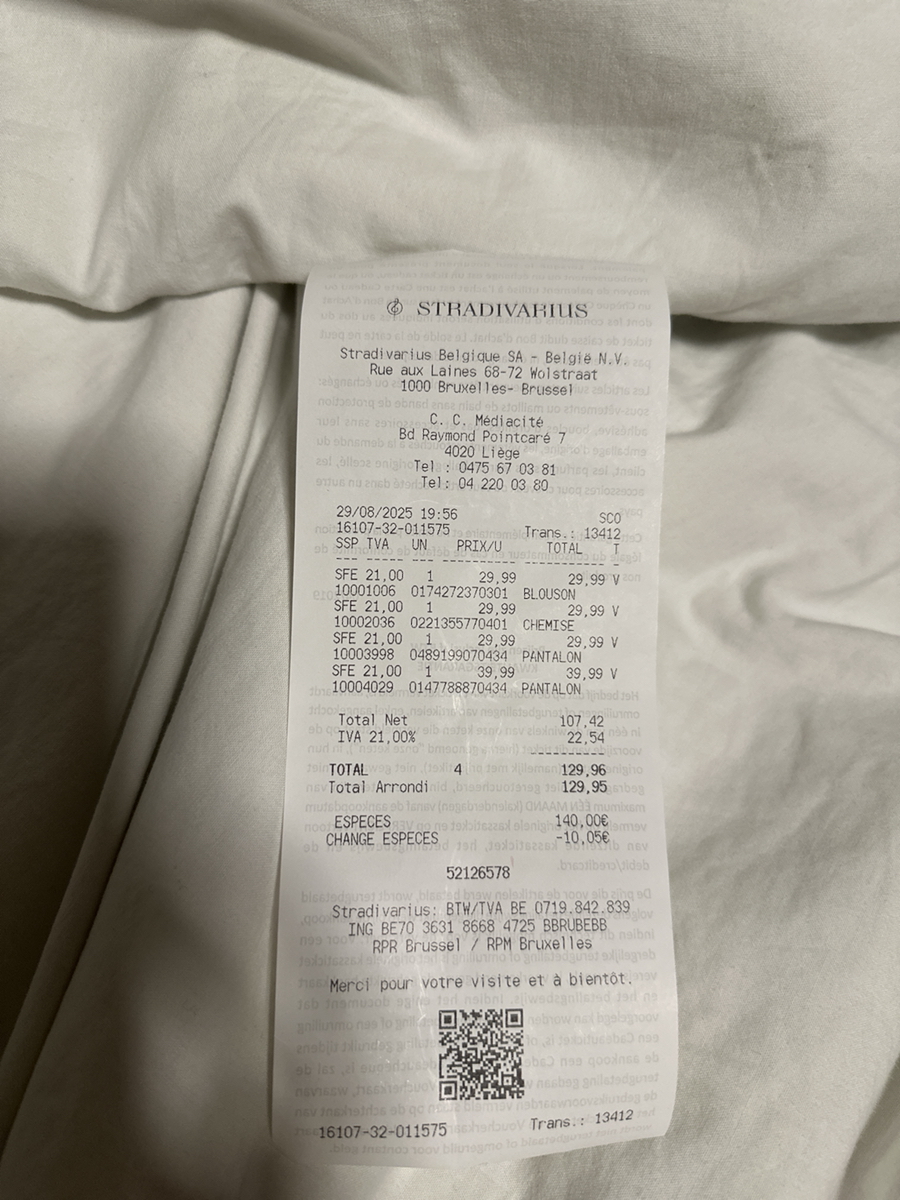 STRADIVARIUS
Stradivarius Belgique SA - België N.V.
Rue aux Laines 68-72 Wolstraat
1000 Bruxelles- Brussel
C. C. Médiacité
Bd Raymond Pointcaré 7
4020 Liège
Tel : 0475 67 03 81
Tel: 04 220 03 80
29/08/2025 19:56 SCO
16107-32-011575 Trans.: 13412
SSP TVA UN PRIX/U TOTAL T
SFE 21,00 1 29,99 29,99 V
10001006 0174272370301 BLOUSON
SFE 21,00 1 29,99 29,99 V
10002036 0221355770401 CHEMISE
SFE 21,00 1 29,99 29,99 V
10003998 0489199070434 PANTALON
SFE 21,00 1 39,99 39,99 V
10004029 0147788870434 PANTALON
Total Net 107,42
IVA 21,00% 22,54
TOTAL 4 129,96
Total Arrondi 129,95
ESPECES 140,00€
CHANGE ESPECES -10,05€
52126578
Stradivarius: BTW/TVA BE 0719.842.839
ING BE70 3631 8668 4725 BBRUBEBB
RPR Brussel / RPM Bruxelles
Merci pour votre visite et à bientôt.
16107-32-011575 Trans.: 13412